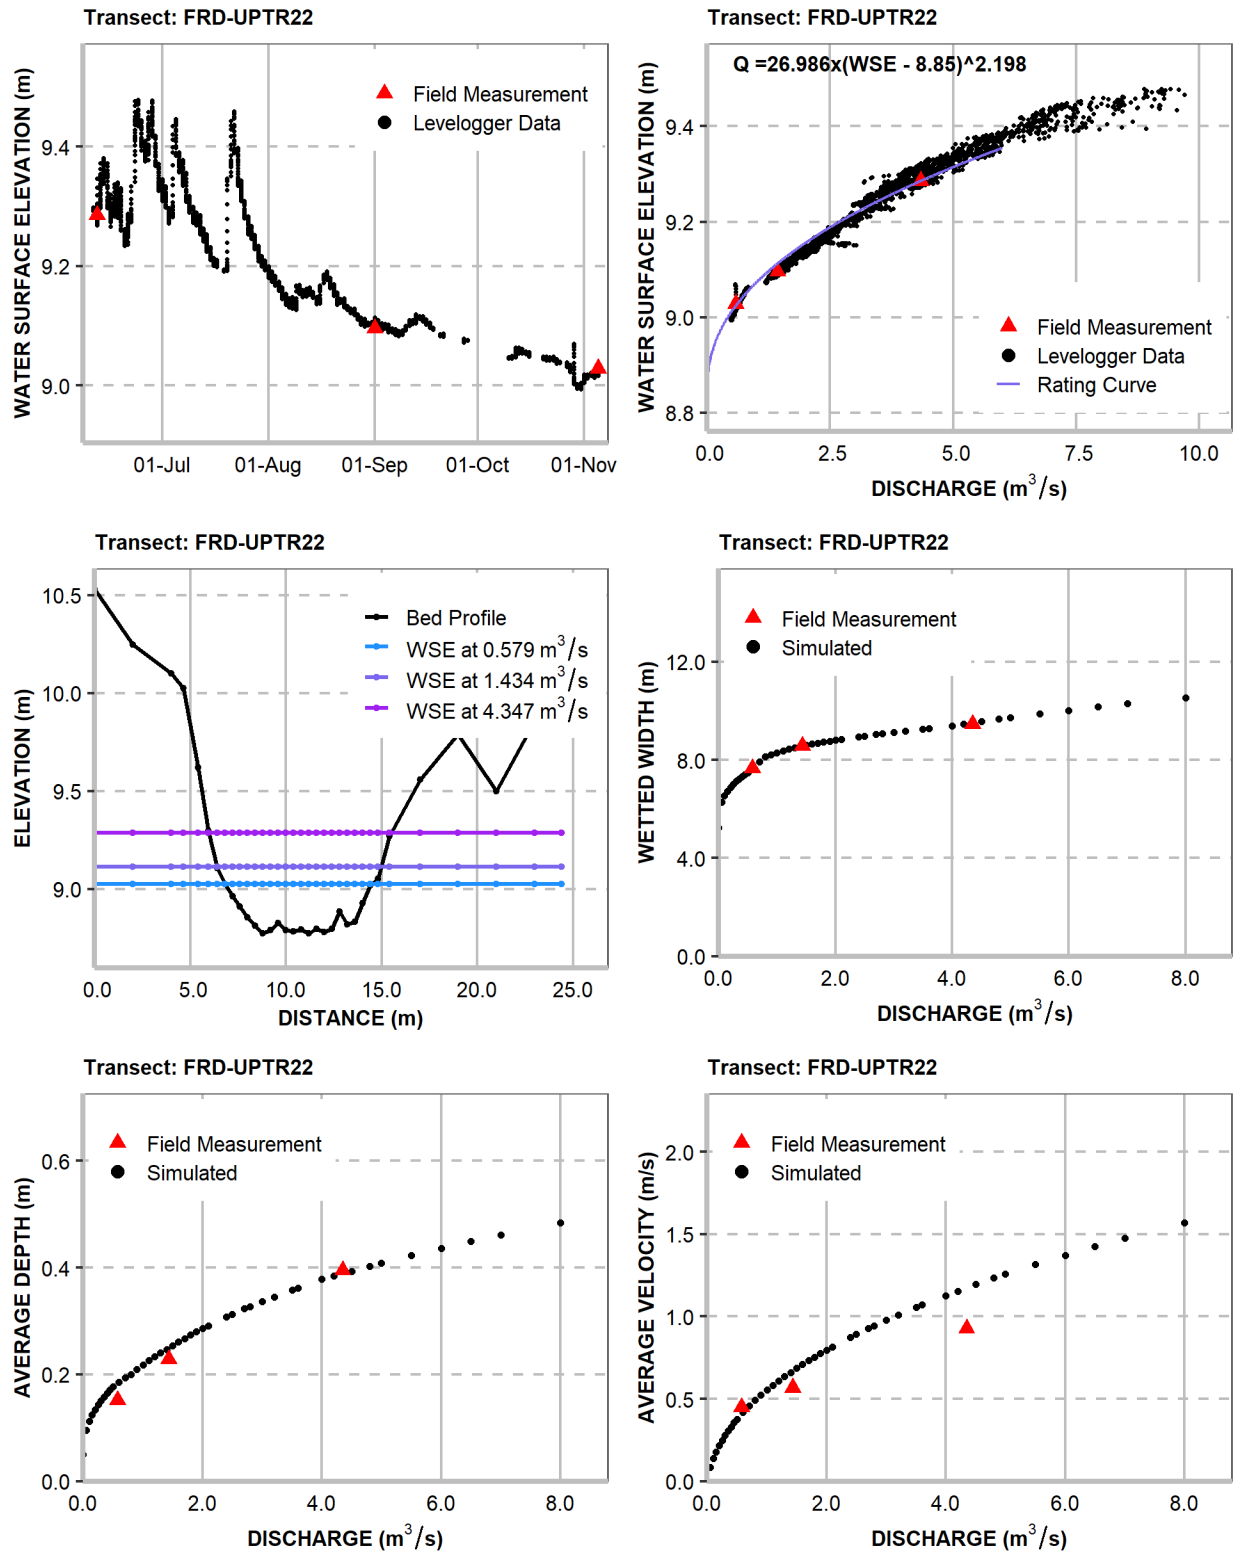 Transect: FRD-UPTR22
WATER SURFACE ELEVATION (m)
9.4
9.2
9.0
Field Measurement
Levelogger Data
01-Jul
01-Aug
01-Sep
01-Oct
01-Nov
Transect: FRD-UPTR22
Q =26.986x(WSE - 8.85)^2.198
WATER SURFACE ELEVATION (m)
9.4
9.2
9.0
8.8
Field Measurement
Levelogger Data
Rating Curve
0.0
2.5
5.0
7.5
10.0
DISCHARGE (m³/s)
Transect: FRD-UPTR22
ELEVATION (m)
10.5
10.0
9.5
9.0
Bed Profile
WSE at 0.579 m³/s
WSE at 1.434 m³/s
WSE at 4.347 m³/s
0.0
5.0
10.0
15.0
20.0
25.0
DISTANCE (m)
Transect: FRD-UPTR22
WETTED WIDTH (m)
12.0
8.0
4.0
0.0
Field Measurement
Simulated
0.0
2.0
4.0
6.0
8.0
DISCHARGE (m³/s)
Transect: FRD-UPTR22
AVERAGE DEPTH (m)
0.6
0.4
0.2
0.0
Field Measurement
Simulated
0.0
2.0
4.0
6.0
8.0
DISCHARGE (m³/s)
Transect: FRD-UPTR22
AVERAGE VELOCITY (m/s)
2.0
1.5
1.0
0.5
0.0
Field Measurement
Simulated
0.0
2.0
4.0
6.0
8.0
DISCHARGE (m³/s)